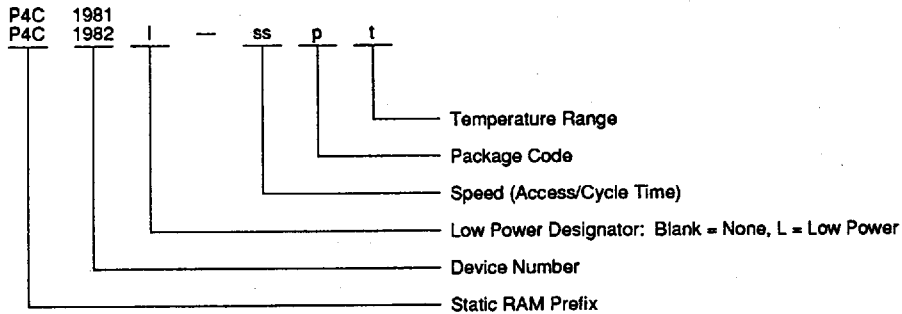 P4C 1981
P4C 1982 l — ss p t
Temperature Range
Package Code
Speed (Access/Cycle Time)
Low Power Designator: Blank = None, L = Low Power
Device Number
Static RAM Prefix